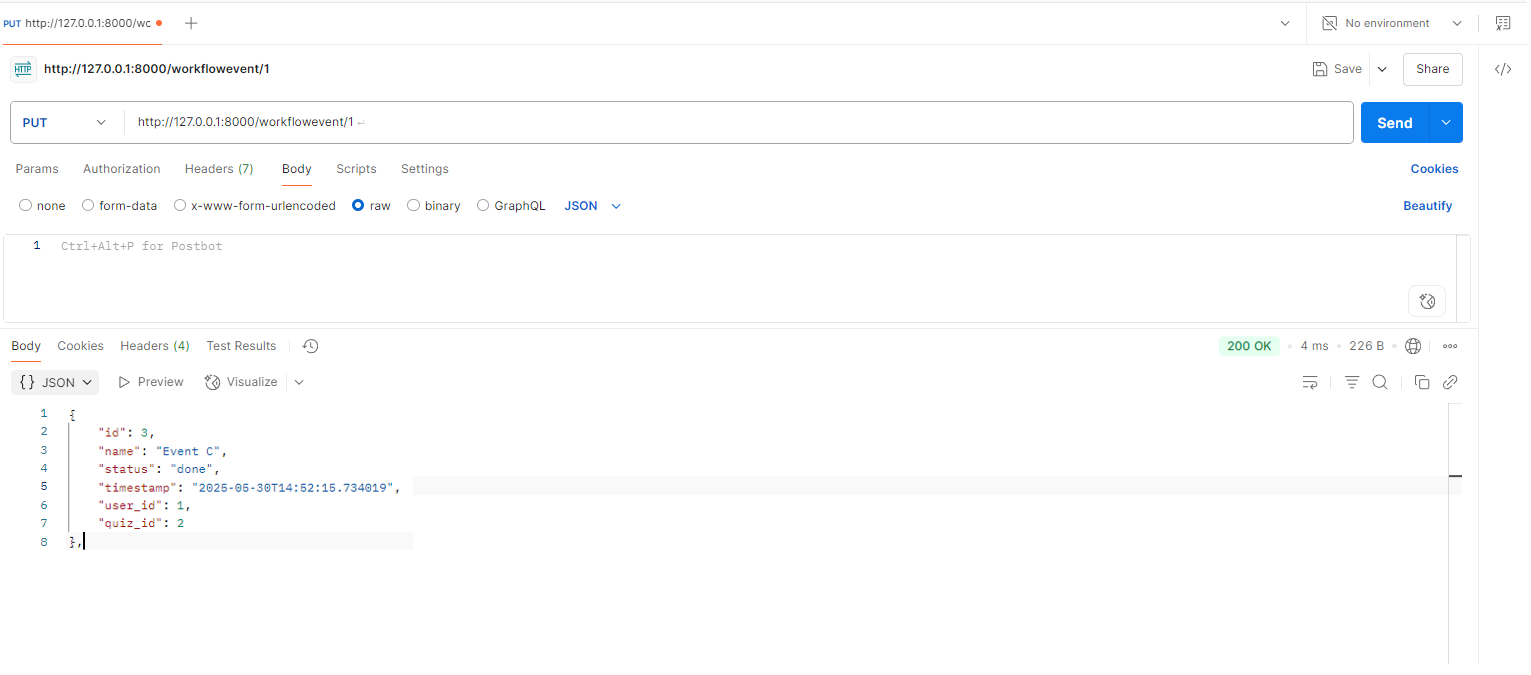 PUT http://127.0.0.1:8000/wc
No environment
HTTP http://127.0.0.1:8000/workflowevent/1
Save
Share
PUT
http://127.0.0.1:8000/workflowevent/1
Send
Params Authorization Headers (7) Body Scripts Settings
Cookies
none form-data x-www-form-urlencoded raw binary GraphQL JSON
Beautify
1 Ctrl+Alt+P for Postbot
Body Cookies Headers (4) Test Results
200 OK • 4 ms • 226 B •
{} JSON Preview Visualize
1 {
2 "id": 3,
3 "name": "Event C",
4 "status": "done",
5 "timestamp": "2025-05-30T14:52:15.734019",
6 "user_id": 1,
7 "quiz_id": 2
8 },